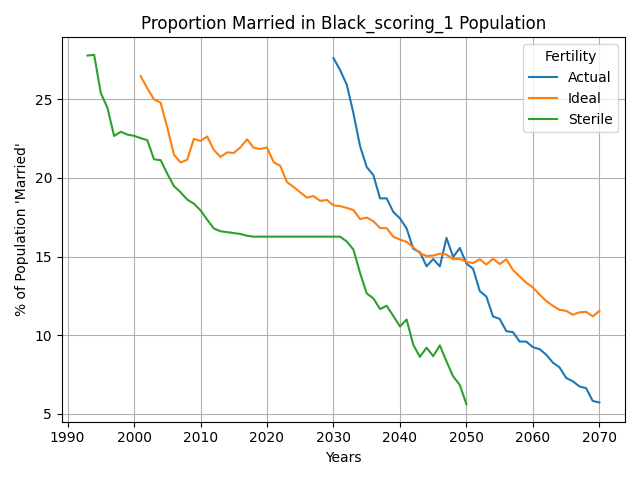 Proportion Married in Black_scoring_1 Population
Fertility
Actual
Ideal
Sterile
% of Population 'Married'
25
20
15
10
5
1990 2000 2010 2020 2030 2040 2050 2060 2070
Years